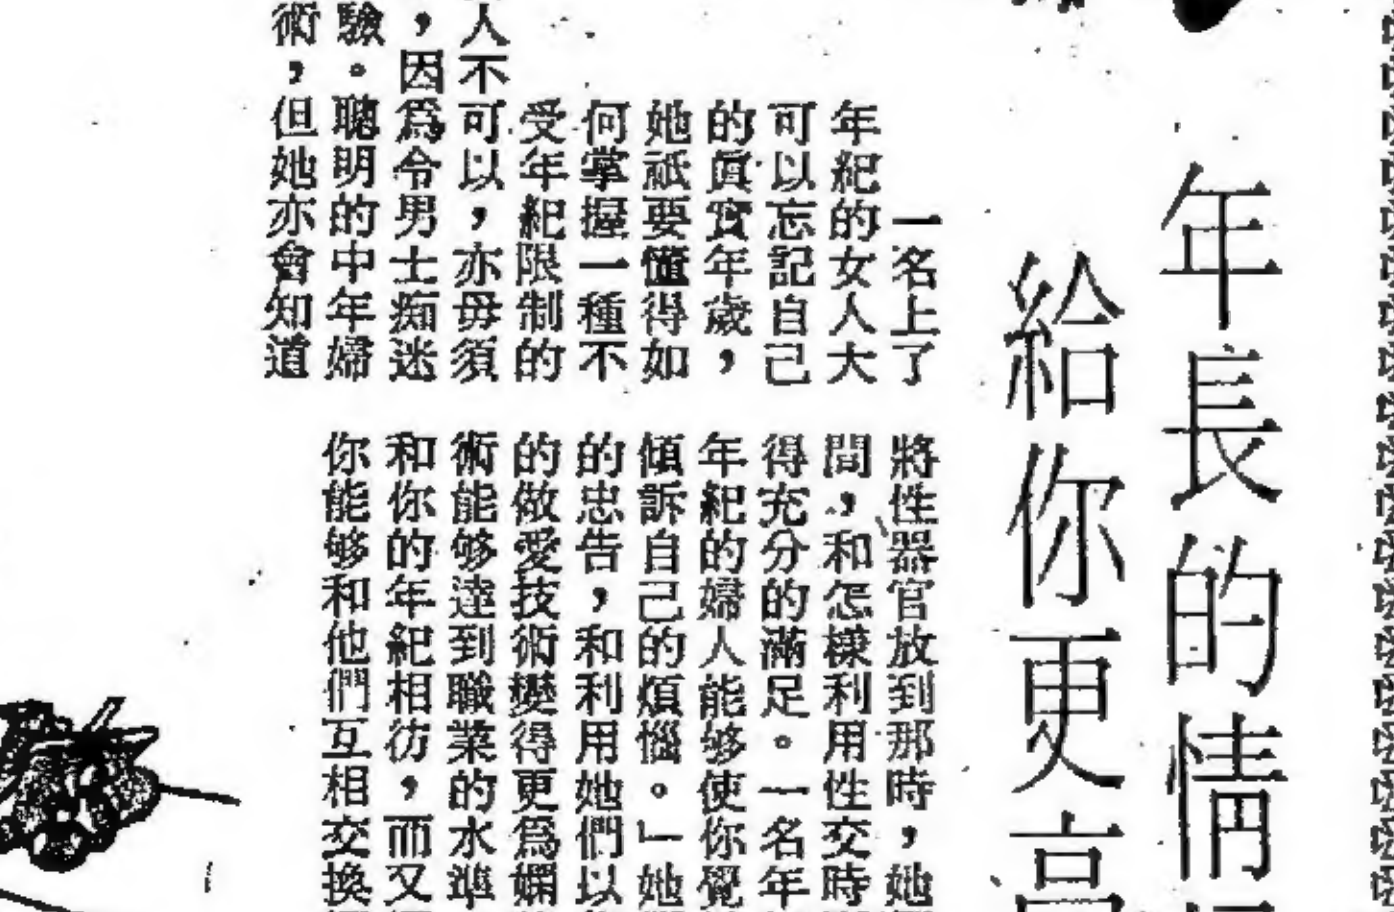 年長的情
給你更高
一名上了
年紀的女人大
可以忘記自己
的眞實年歲，
她祇要懂得如
何掌握一種不
受年紀限制的
人不可以，亦毋須
，因爲令男士痴迷
驗。聰明的中年婦
術，但她亦會知道
將性器官放到那時，她
間，和怎樣利用性交時
得充分的滿足。一名年
年紀的婦人能够使你覺
傾訴自己的煩惱。」她
的忠告，和利用她們以
的做愛技術變得更爲嫻
術能够達到職業的水準
和你的年紀相彷，而又
你能够和他們互相交換